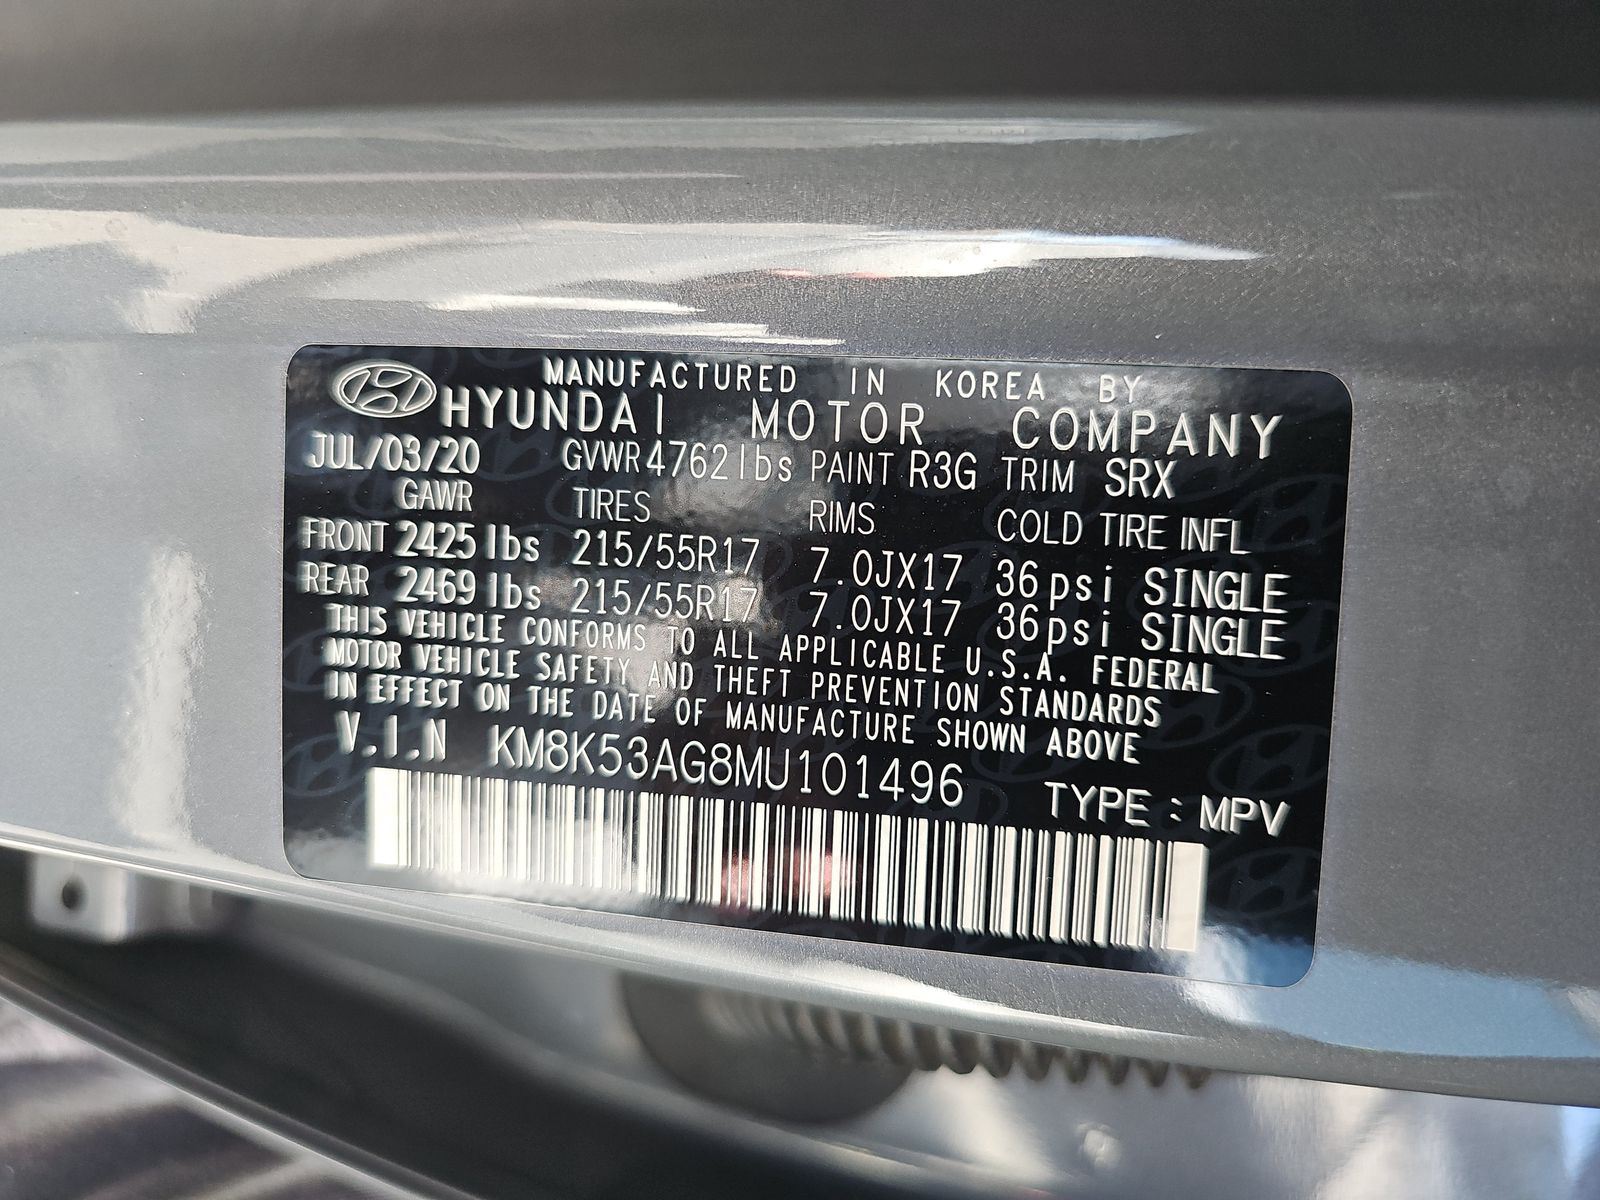 MANUFACTURED IN KOREA BY
HYUNDAI MOTOR COMPANY
JUL/03/20 GVWR 4762 lbs PAINT R3G TRIM SRX
GAWR TIRES RIMS COLD TIRE INFL
FRONT 2425 lbs 215/55R17 7.0JX17 36psi SINGLE
REAR 2469 lbs 215/55R17 7.0JX17 36psi SINGLE
THIS VEHICLE CONFORMS TO ALL APPLICABLE U.S.A. FEDERAL
MOTOR VEHICLE SAFETY AND THEFT PREVENTION STANDARDS
IN EFFECT ON THE DATE OF MANUFACTURE SHOWN ABOVE
V.I.N KM8K53AG8MU101496
TYPE : MPV